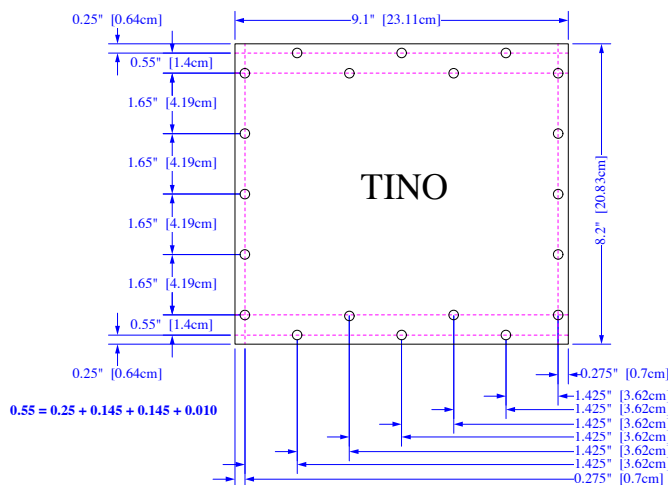 0.25" [0.64cm]
9.1" [23.11cm]
0.55" [1.4cm]
1.65" [4.19cm]
1.65" [4.19cm]
TINO
8.2" [20.83cm]
1.65" [4.19cm]
1.65" [4.19cm]
0.55" [1.4cm]
0.25" [0.64cm]
0.275" [0.7cm]
1.425" [3.62cm]
0.55 = 0.25 + 0.145 + 0.145 + 0.010
1.425" [3.62cm]
1.425" [3.62cm]
1.425" [3.62cm]
1.425" [3.62cm]
1.425" [3.62cm]
0.275" [0.7cm]